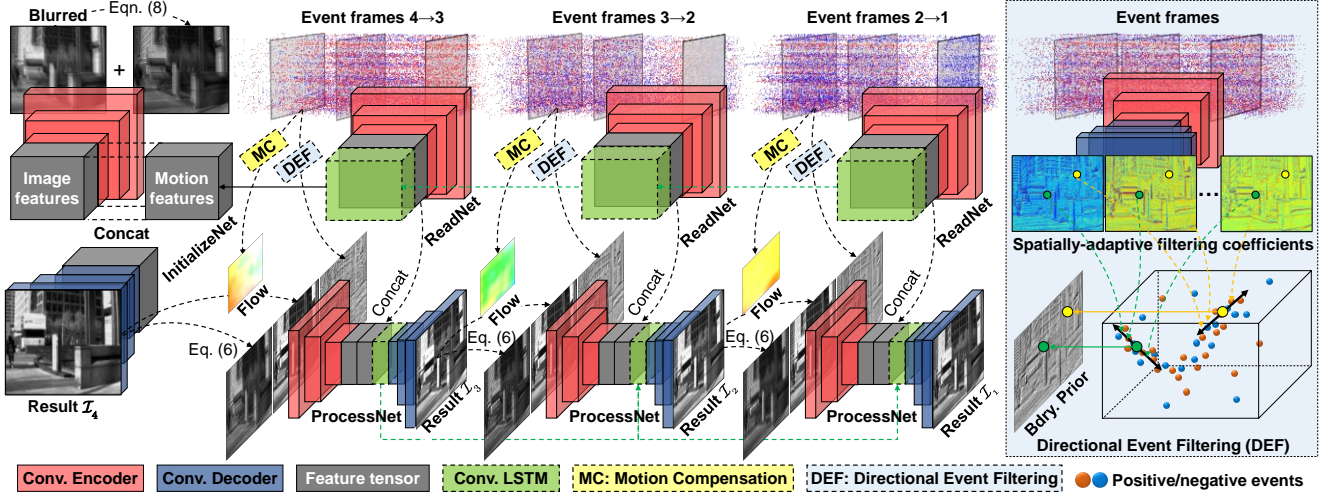 Blurred
Eqn. (8)
+
Image
features
Motion
features
Concat
InitializeNet
Result I₄
Event frames 4→3
MC
DEF
ReadNet
Flow
Concat
Eq. (6)
ProcessNet
Result I₃
Event frames 3→2
MC
DEF
ReadNet
Flow
Concat
Eq. (6)
ProcessNet
Result I₂
Event frames 2→1
MC
DEF
ReadNet
Flow
Concat
Eq. (6)
ProcessNet
Result I₁
Event frames
...
Spatially-adaptive filtering coefficients
Bdry. Prior
Directional Event Filtering (DEF)
Conv. Encoder
Conv. Decoder
Feature tensor
Conv. LSTM
MC: Motion Compensation
DEF: Directional Event Filtering
Positive/negative events